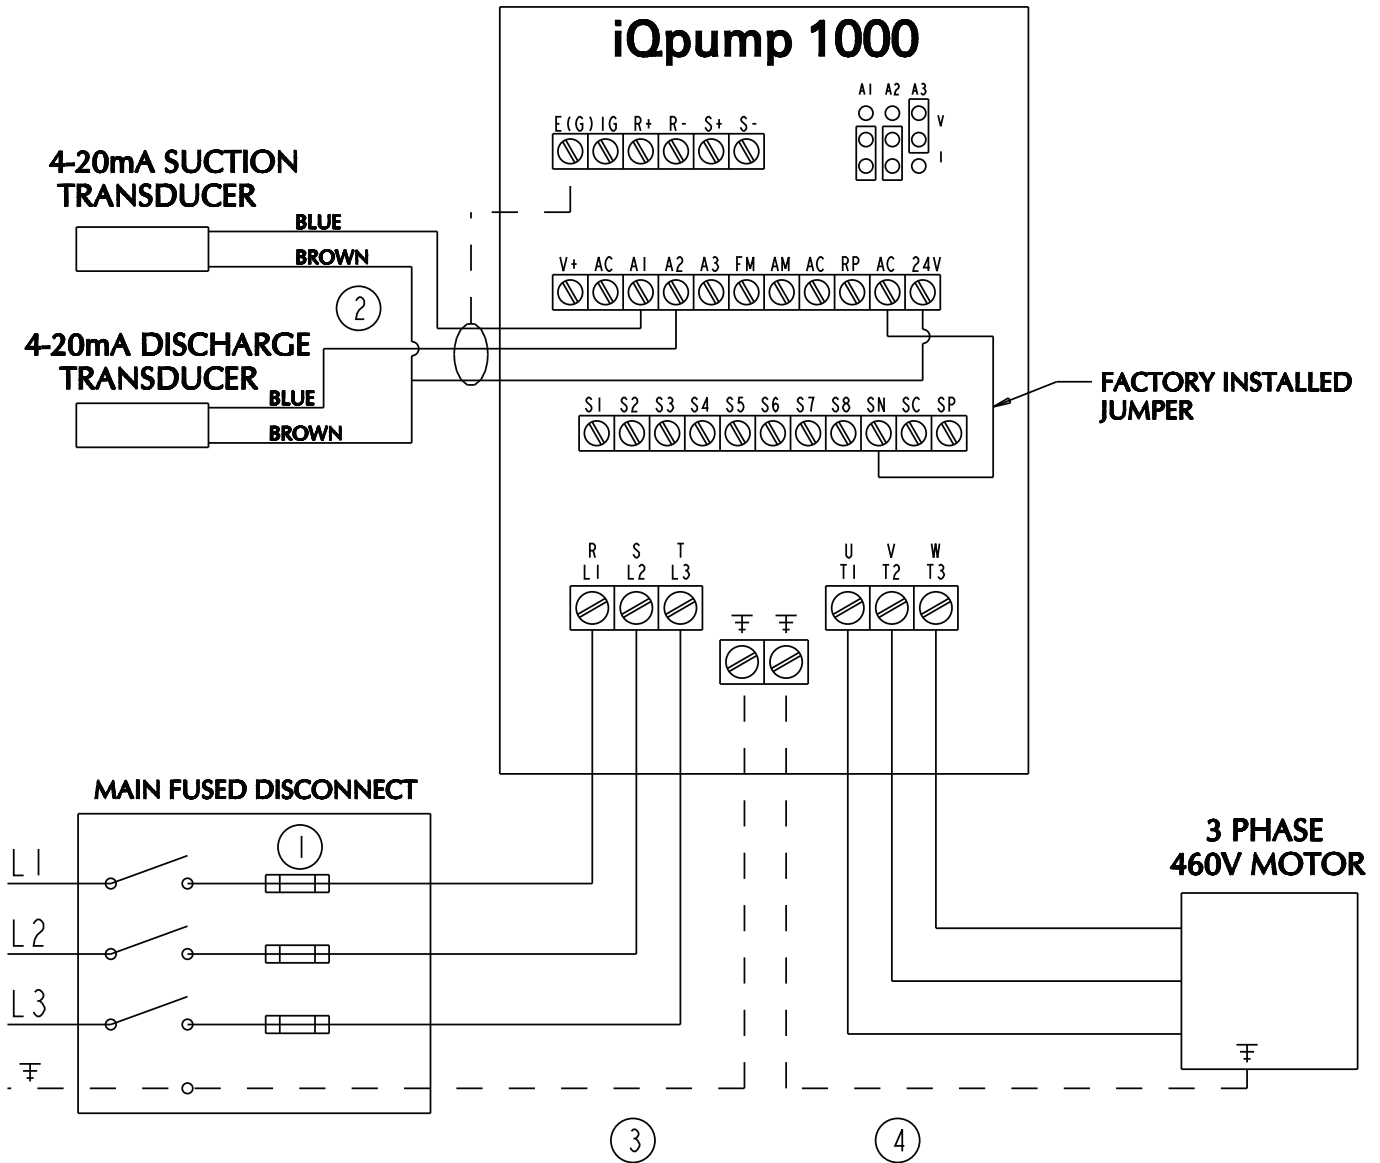 iQpump 1000
A1 A2 A3
V
I
E(G) IG R+ R- S+ S-
4-20mA SUCTION
TRANSDUCER
BLUE
BROWN
V+ AC A1 A2 A3 FM AM AC RP AC 24V
2
4-20mA DISCHARGE
TRANSDUCER
BLUE
BROWN
FACTORY INSTALLED
JUMPER
S1 S2 S3 S4 S5 S6 S7 S8 SN SC SP
R S T
L1 L2 L3
U V W
T1 T2 T3
MAIN FUSED DISCONNECT
1
L1
L2
L3
3 PHASE
460V MOTOR
3
4